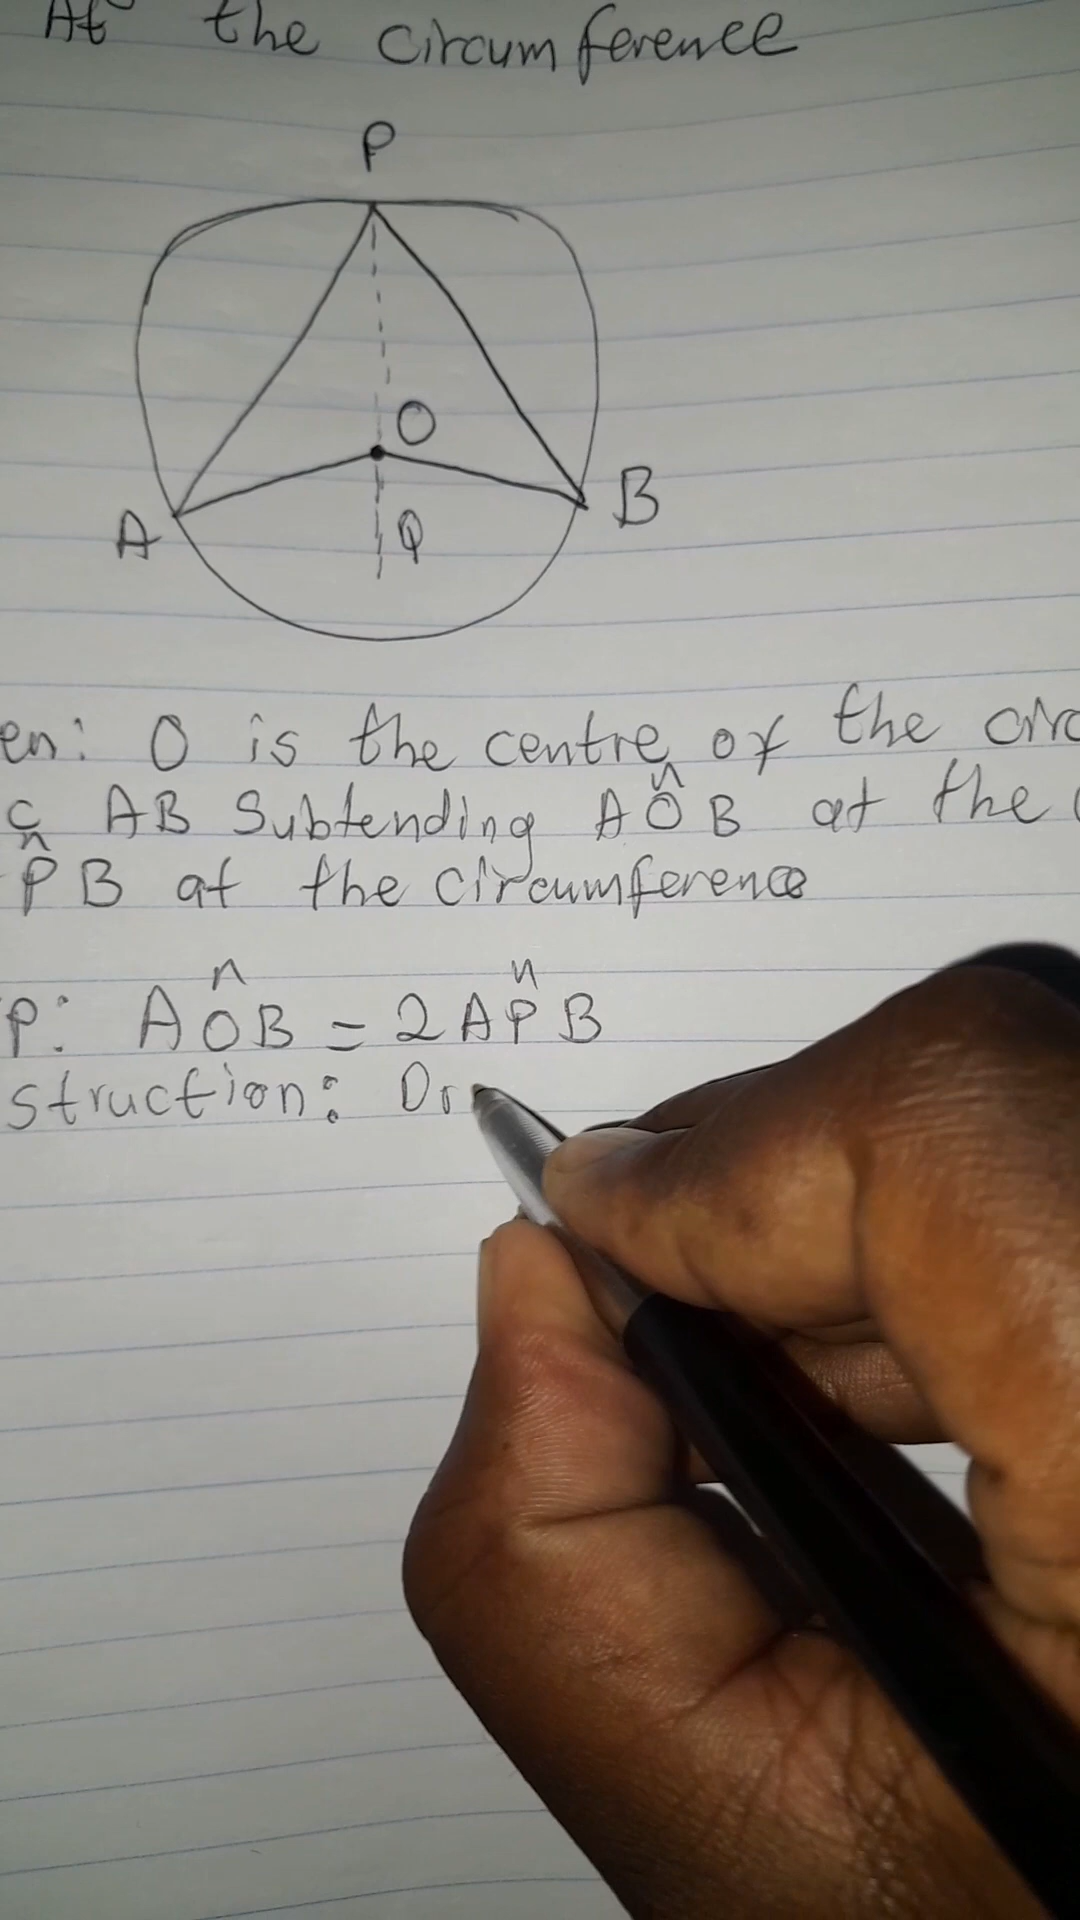 At the circumference
P
O
A
B
Q
en: O is the centre of the circ
c AB Subtending AÔB at the
P̂B at the circumference
P: AÔB = 2AP̂B
struction: Dr